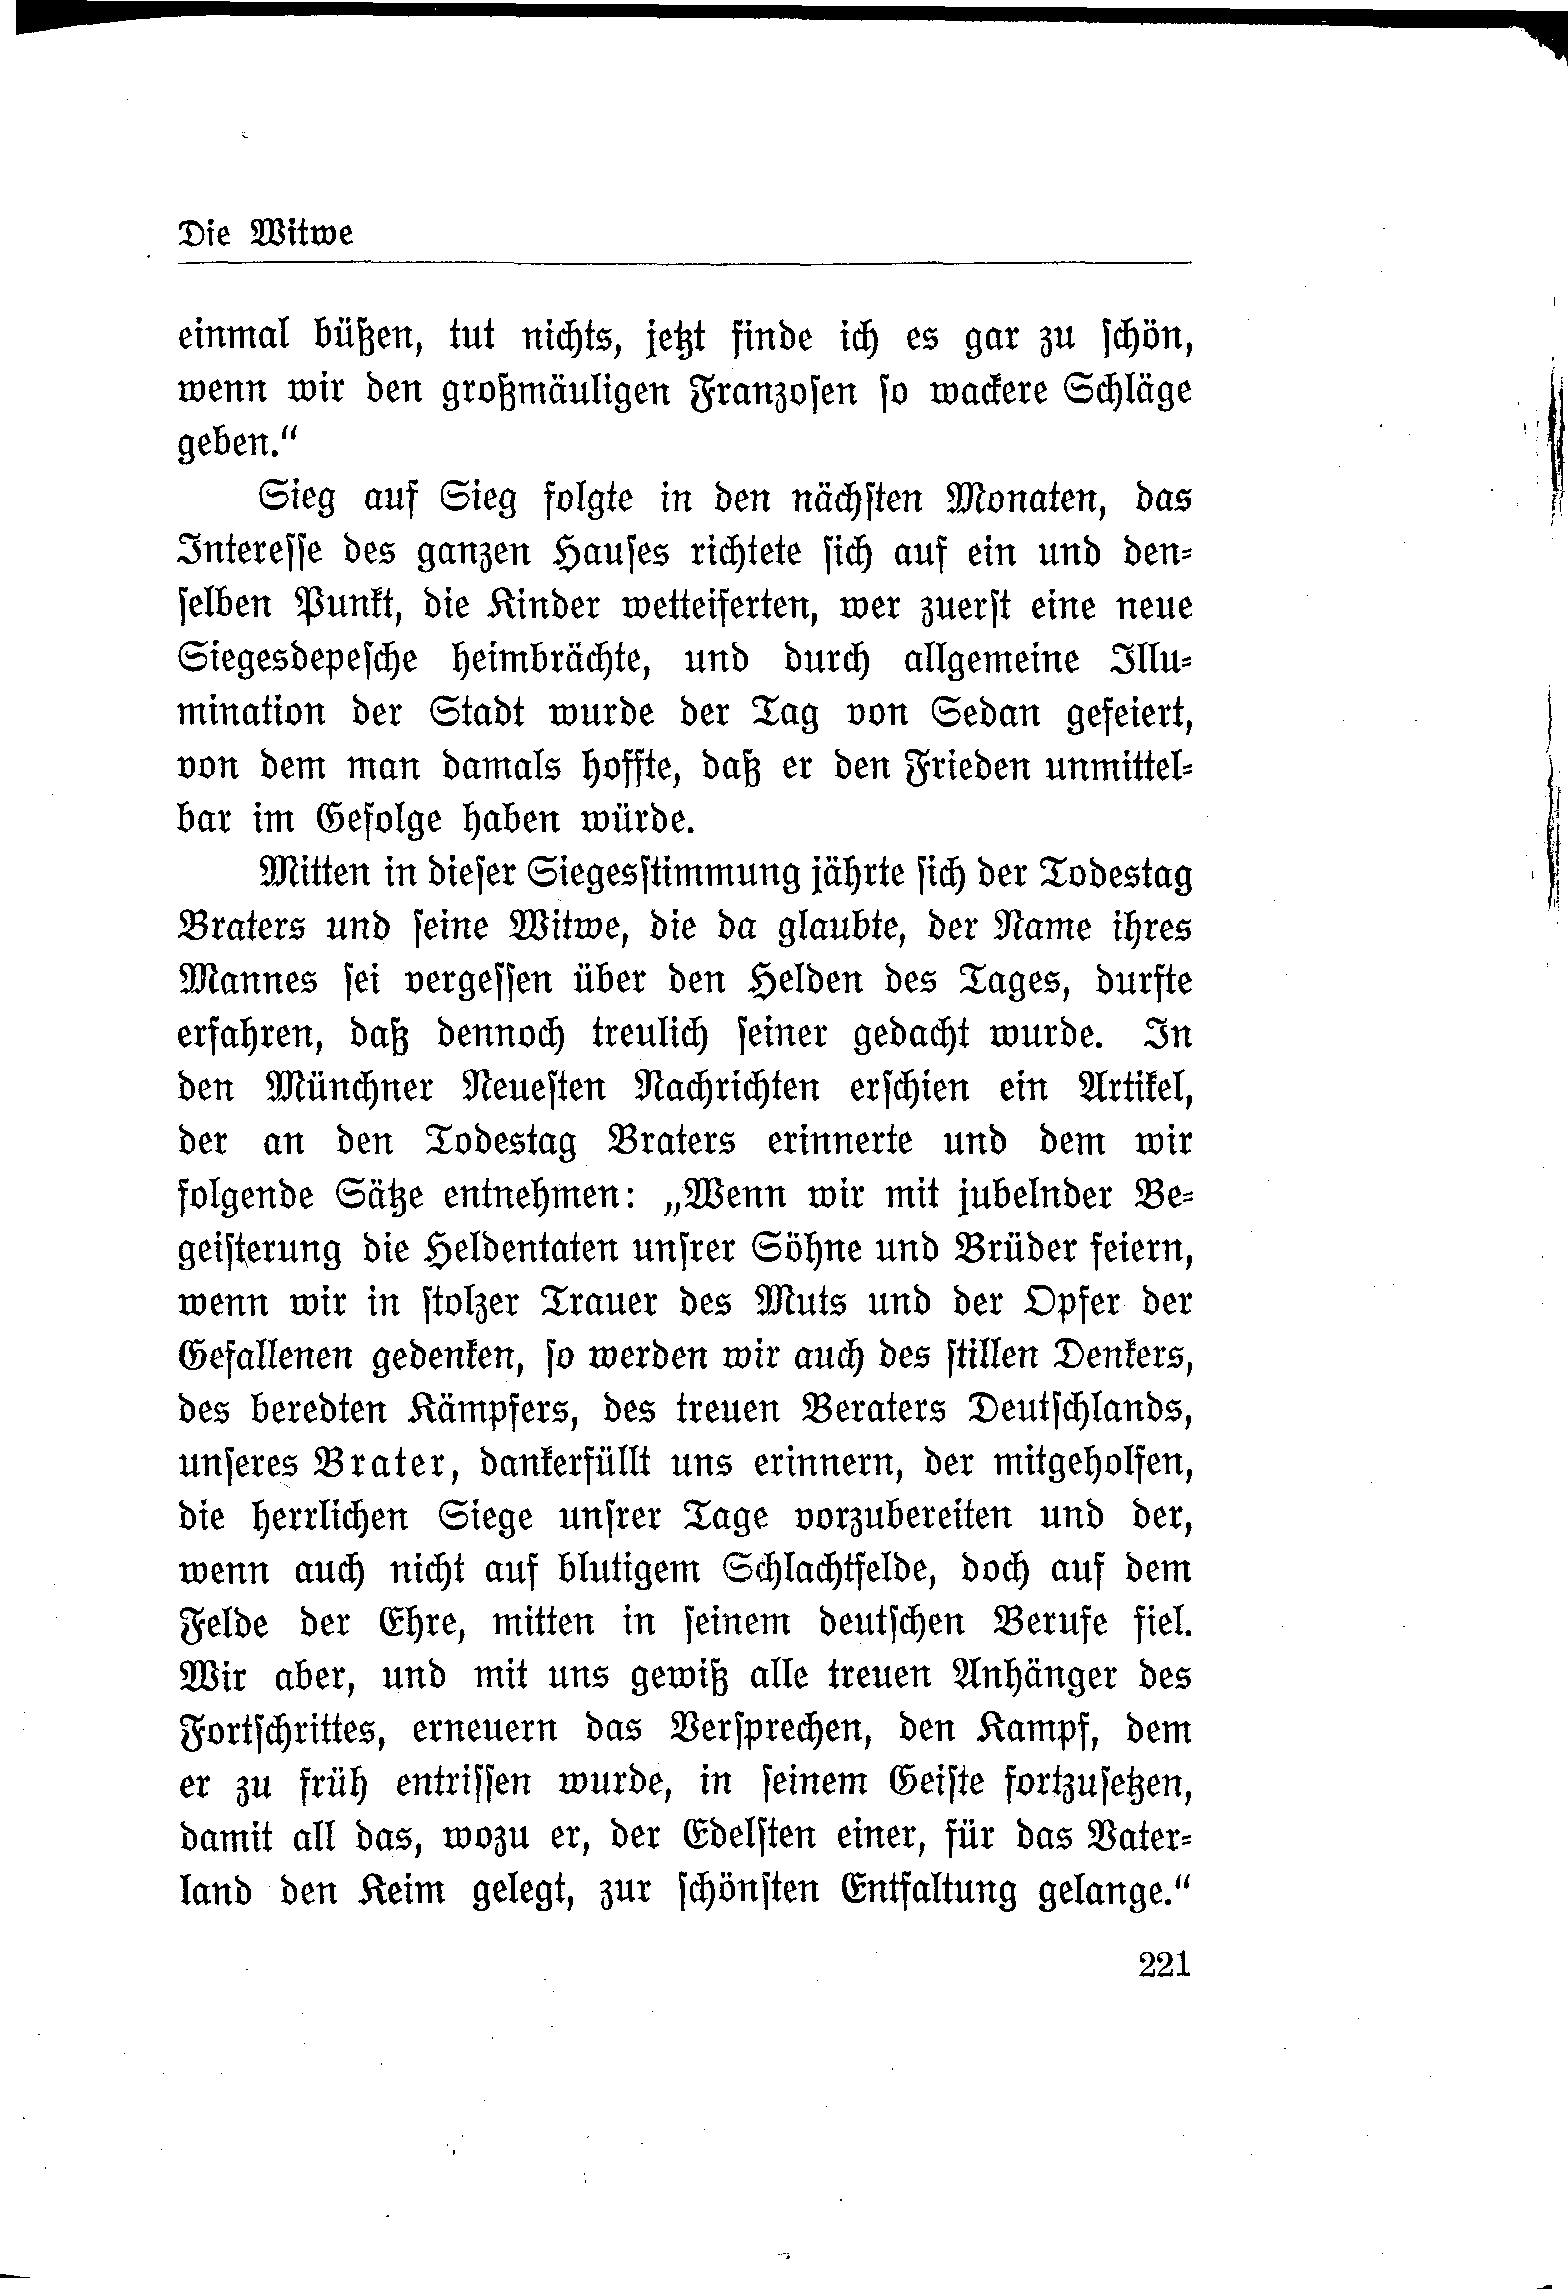 Die Witwe
einmal büßen, tut nichts, jetzt finde ich es gar zu schön,
wenn wir den großmäuligen Franzosen so wackere Schläge
geben.“
Sieg auf Sieg folgte in den nächsten Monaten, das
Interesse des ganzen Hauses richtete sich auf ein und den-
selben Punkt, die Kinder wetteiferten, wer zuerst eine neue
Siegesdepesche heimbrächte, und durch allgemeine Illu-
mination der Stadt wurde der Tag von Sedan gefeiert,
von dem man damals hoffte, daß er den Frieden unmittel-
bar im Gefolge haben würde.
Mitten in dieser Siegesstimmung jährte sich der Todestag
Braters und seine Witwe, die da glaubte, der Name ihres
Mannes sei vergessen über den Helden des Tages, durfte
erfahren, daß dennoch treulich seiner gedacht wurde. In
den Münchner Neuesten Nachrichten erschien ein Artikel,
der an den Todestag Braters erinnerte und dem wir
folgende Sätze entnehmen: „Wenn wir mit jubelnder Be-
geisterung die Heldentaten unsrer Söhne und Brüder feiern,
wenn wir in stolzer Trauer des Muts und der Opfer der
Gefallenen gedenken, so werden wir auch des stillen Denkers,
des beredten Kämpfers, des treuen Beraters Deutschlands,
unseres Brater, dankerfüllt uns erinnern, der mitgeholfen,
die herrlichen Siege unsrer Tage vorzubereiten und der,
wenn auch nicht auf blutigem Schlachtfelde, doch auf dem
Felde der Ehre, mitten in seinem deutschen Berufe fiel.
Wir aber, und mit uns gewiß alle treuen Anhänger des
Fortschrittes, erneuern das Versprechen, den Kampf, dem
er zu früh entrissen wurde, in seinem Geiste fortzusetzen,
damit all das, wozu er, der Edelsten einer, für das Vater-
land den Keim gelegt, zur schönsten Entfaltung gelange.“
221